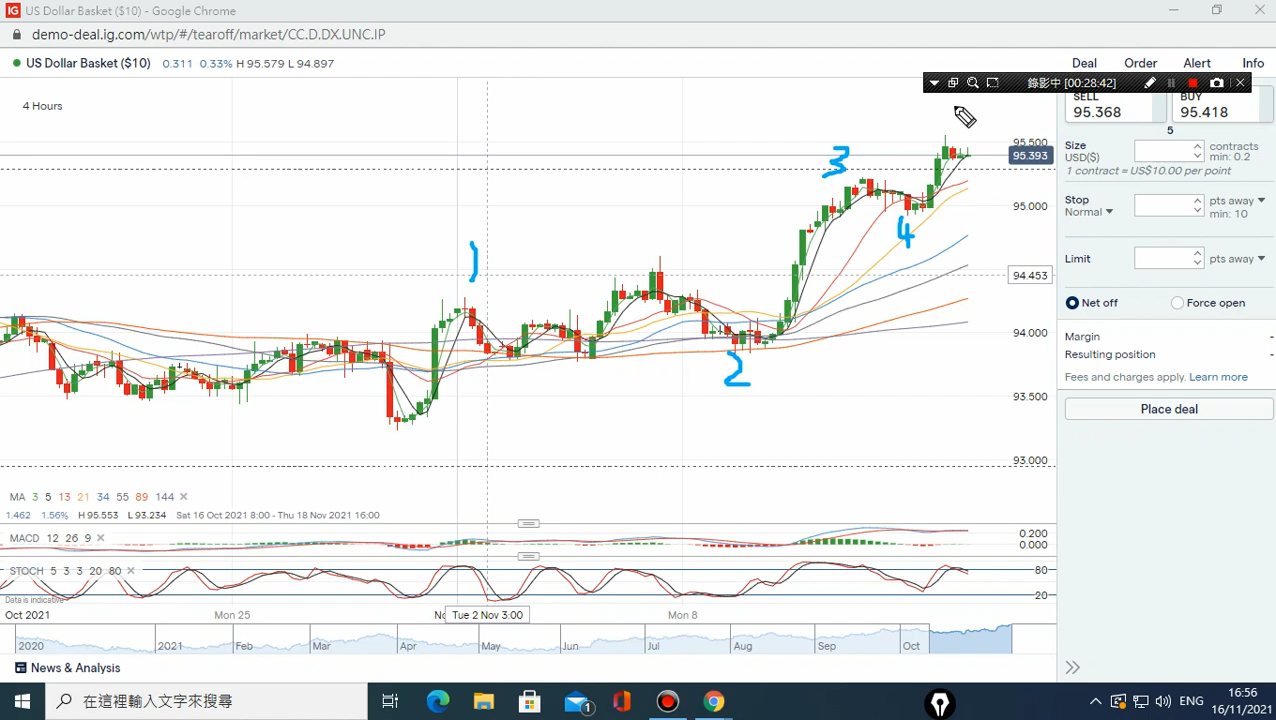 US Dollar Basket ($10) - Google Chrome
demo-deal.ig.com/wtp/#/tearoff/market/CC.D.DX.UNC.IP
US Dollar Basket ($10) 0.311 0.33% H 95.579 L 94.897 Deal Order Alert Info
錄影中 [00:28:42]
4 Hours
SELL BUY
95.368 95.418
5
95.500
95.393
95.000
94.453
94.000
93.500
93.000
3
4
1
2
Size contracts
USD($) min: 0.2
1 contract = US$10.00 per point
Stop pts away
Normal min: 10
Limit pts away
Net off Force open
Margin -
Resulting position -
Fees and charges apply. Learn more
Place deal
MA 3 5 13 21 34 55 89 144
1.462 1.56% H 95.553 L 93.234 Sat 16 Oct 2021 8:00 - Thu 18 Nov 2021 16:00
MACD 12 26 9
0.200
0.000
STOCH 5 3 3 20 80
80
20
Data is indicative
Oct 2021 Mon 25 Tue 2 Nov 3:00 Mon 8
2020 2021 Feb Mar Apr May Jun Jul Aug Sep Oct
News & Analysis
在這裡輸入文字來搜尋
1
ENG
16:56
16/11/2021